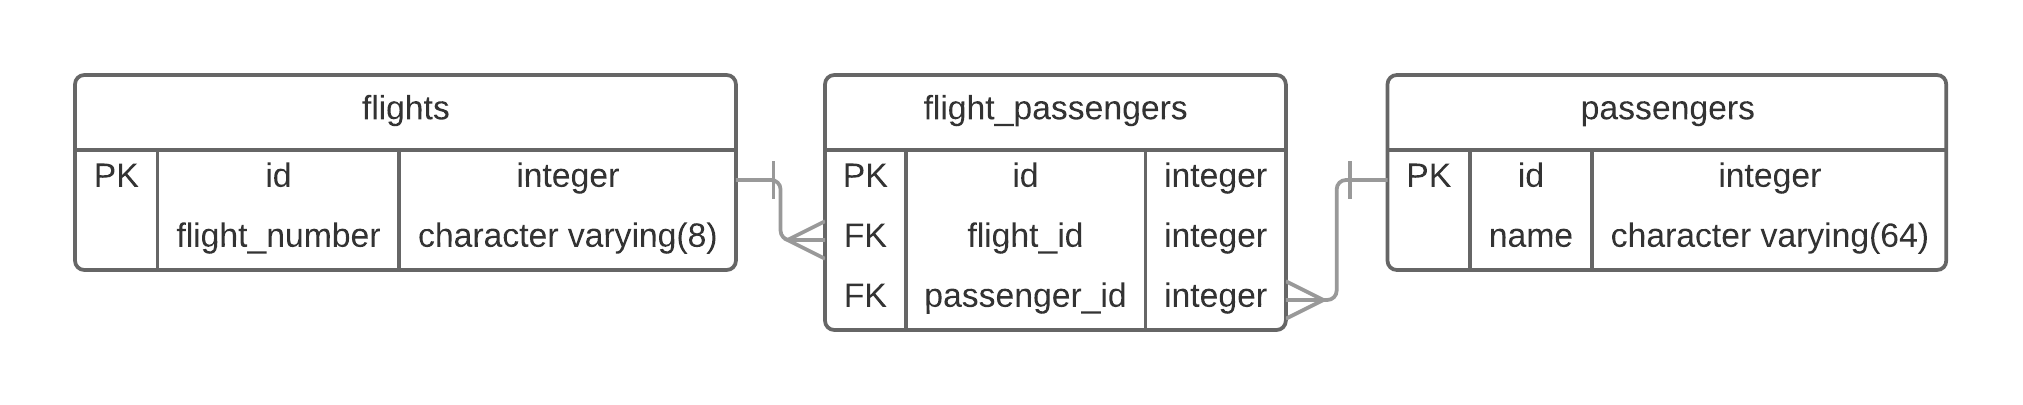 flights
PK id integer
flight_number character varying(8)
flight_passengers
PK id integer
FK flight_id integer
FK passenger_id integer
passengers
PK id integer
name character varying(64)